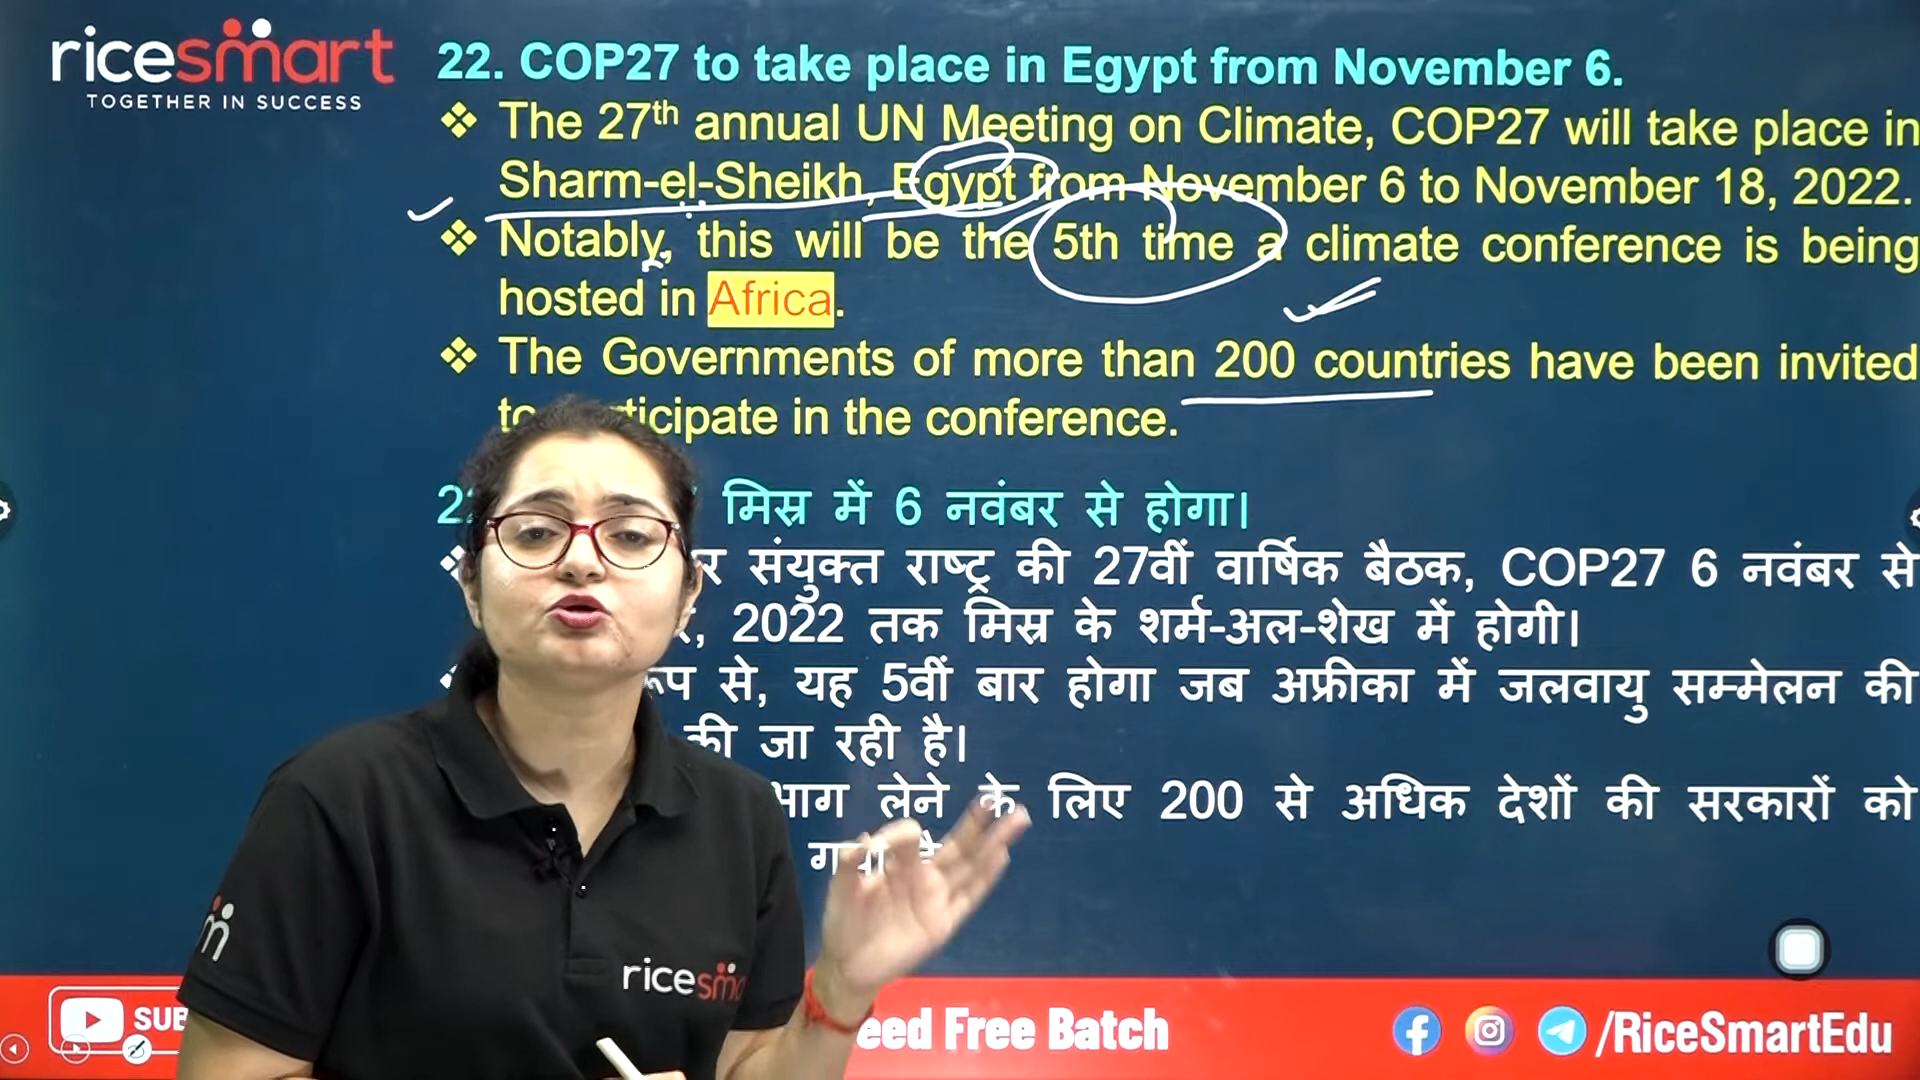 ricesmart
TOGETHER IN SUCCESS
22. COP27 to take place in Egypt from November 6.
❖ The 27th annual UN Meeting on Climate, COP27 will take place in
Sharm-el-Sheikh, Egypt from November 6 to November 18, 2022.
❖ Notably, this will be the 5th time a climate conference is being
hosted in Africa.
❖ The Governments of more than 200 countries have been invited
participate in the conference.
मिस्र में 6 नवंबर से होगा।
संयुक्त राष्ट्र की 27वीं वार्षिक बैठक, COP27 6 नवंबर से
2022 तक मिस्र के शर्म-अल-शेख में होगी।
से, यह 5वीं बार होगा जब अफ्रीका में जलवायु सम्मेलन की
की जा रही है।
भाग लेने के लिए 200 से अधिक देशों की सरकारों को
ricesm
SUB
eed Free Batch
/RiceSmartEdu